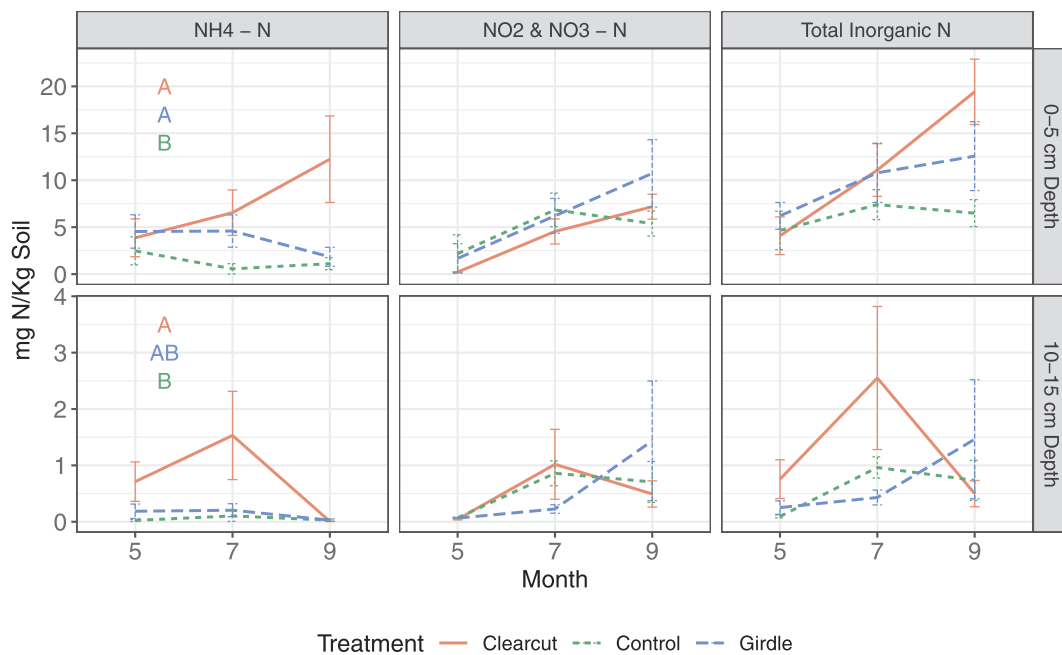 NH4 – N
NO2 & NO3 – N
Total Inorganic N
mg N/Kg Soil
20
15
10
5
0
A
A
B
0–5 cm Depth
4
3
2
1
0
A
AB
B
10–15 cm Depth
5 7 9
5 7 9
5 7 9
Month
Treatment Clearcut Control Girdle